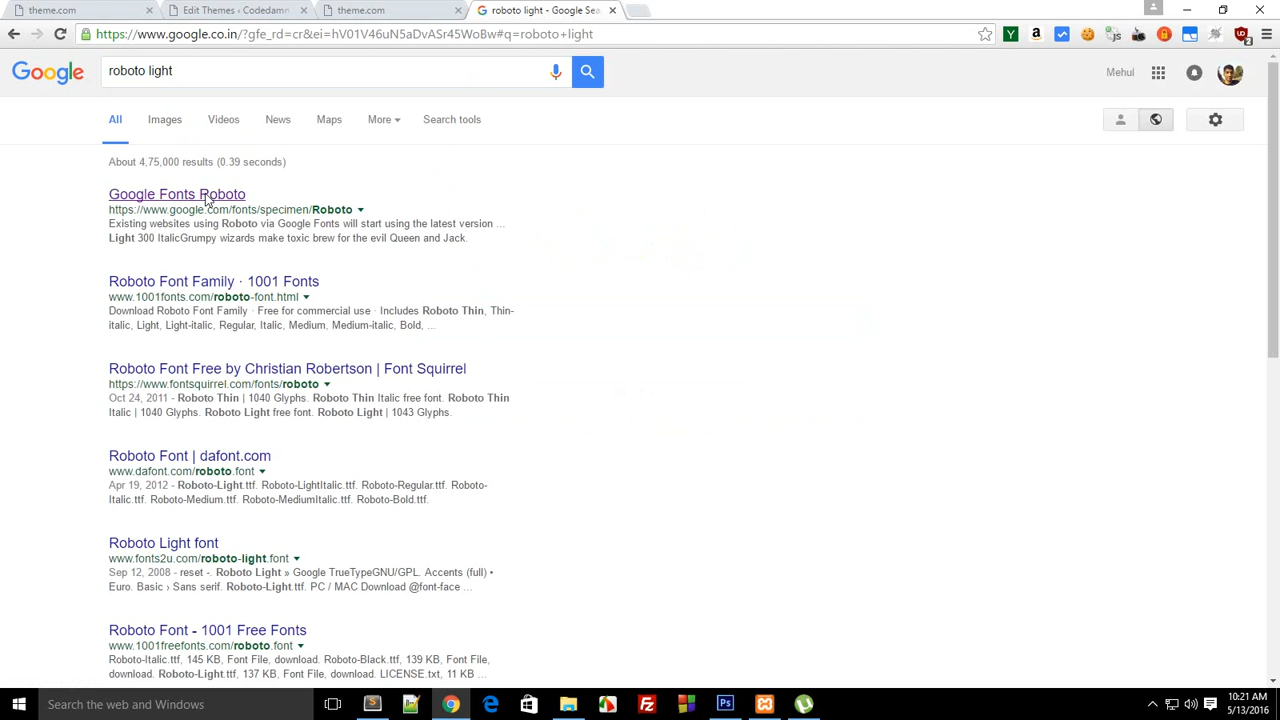 theme.com
Edit Themes ‹ Codedamn
theme.com
roboto light - Google Sea
https://www.google.co.in/?gfe_rd=cr&ei=hV01V46uN5aDvASr45WoBw#q=roboto+light
Google
roboto light
Mehul
All
Images
Videos
News
Maps
More
Search tools
About 4,75,000 results (0.39 seconds)
Google Fonts Roboto
https://www.google.com/fonts/specimen/Roboto
Existing websites using Roboto via Google Fonts will start using the latest version ...
Light 300 ItalicGrumpy wizards make toxic brew for the evil Queen and Jack.
Roboto Font Family · 1001 Fonts
www.1001fonts.com/roboto-font.html
Download Roboto Font Family · Free for commercial use · Includes Roboto Thin, Thin-
italic, Light, Light-italic, Regular, Italic, Medium, Medium-italic, Bold, ...
Roboto Font Free by Christian Robertson | Font Squirrel
https://www.fontsquirrel.com/fonts/roboto
Oct 24, 2011 - Roboto Thin | 1040 Glyphs. Roboto Thin Italic free font. Roboto Thin
Italic | 1040 Glyphs. Roboto Light free font. Roboto Light | 1043 Glyphs.
Roboto Font | dafont.com
www.dafont.com/roboto.font
Apr 19, 2012 - Roboto-Light.ttf. Roboto-LightItalic.ttf. Roboto-Regular.ttf. Roboto-
Italic.ttf. Roboto-Medium.ttf. Roboto-MediumItalic.ttf. Roboto-Bold.ttf.
Roboto Light font
www.fonts2u.com/roboto-light.font
Sep 12, 2008 - reset -. Roboto Light » Google TrueTypeGNU/GPL. Accents (full) •
Euro. Basic › Sans serif. Roboto-Light.ttf. PC / MAC Download @font-face ...
Roboto Font - 1001 Free Fonts
www.1001freefonts.com/roboto.font
Roboto-Italic.ttf, 145 KB, Font File, download. Roboto-Black.ttf, 139 KB, Font File,
download. Roboto-Light.ttf, 137 KB, Font File, download. LICENSE.txt, 11 KB ...
Search the web and Windows
10:21 AM
5/13/2016